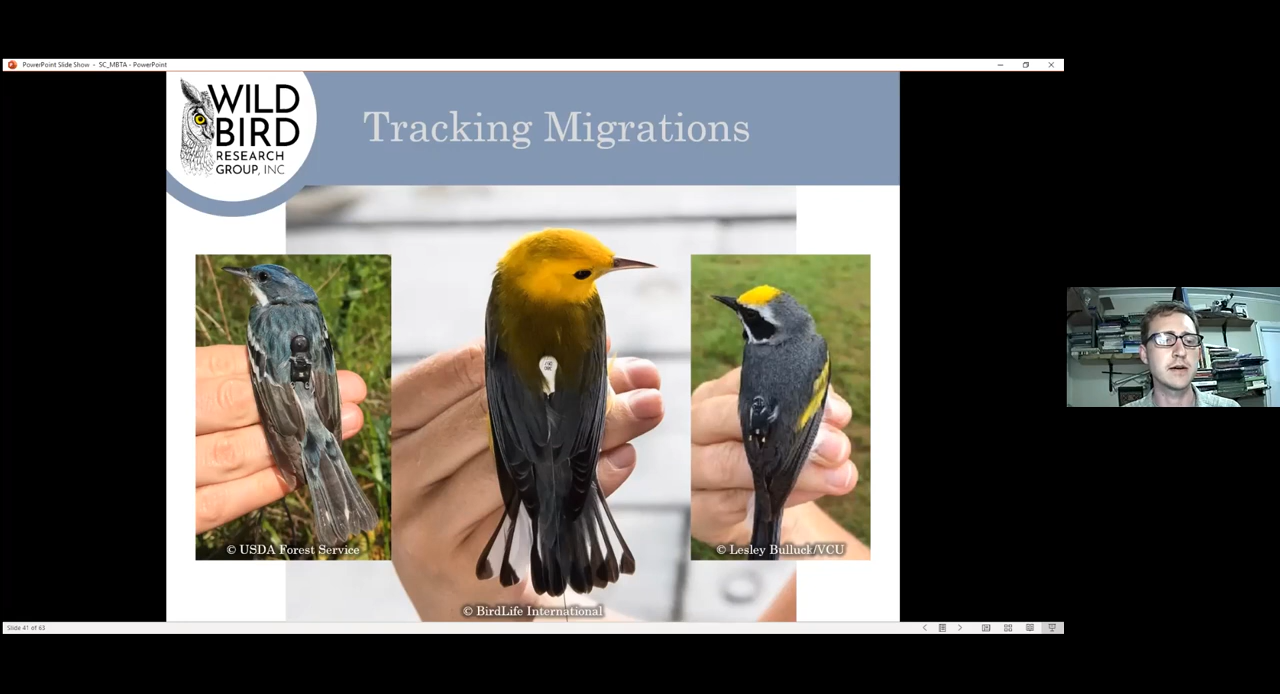 PowerPoint Slide Show - SC_MBTA - PowerPoint
WILD
BIRD
RESEARCH
GROUP, INC
Tracking Migrations
© USDA Forest Service
© Lesley Bulluck/VCU
© BirdLife International
Slide 41 of 63